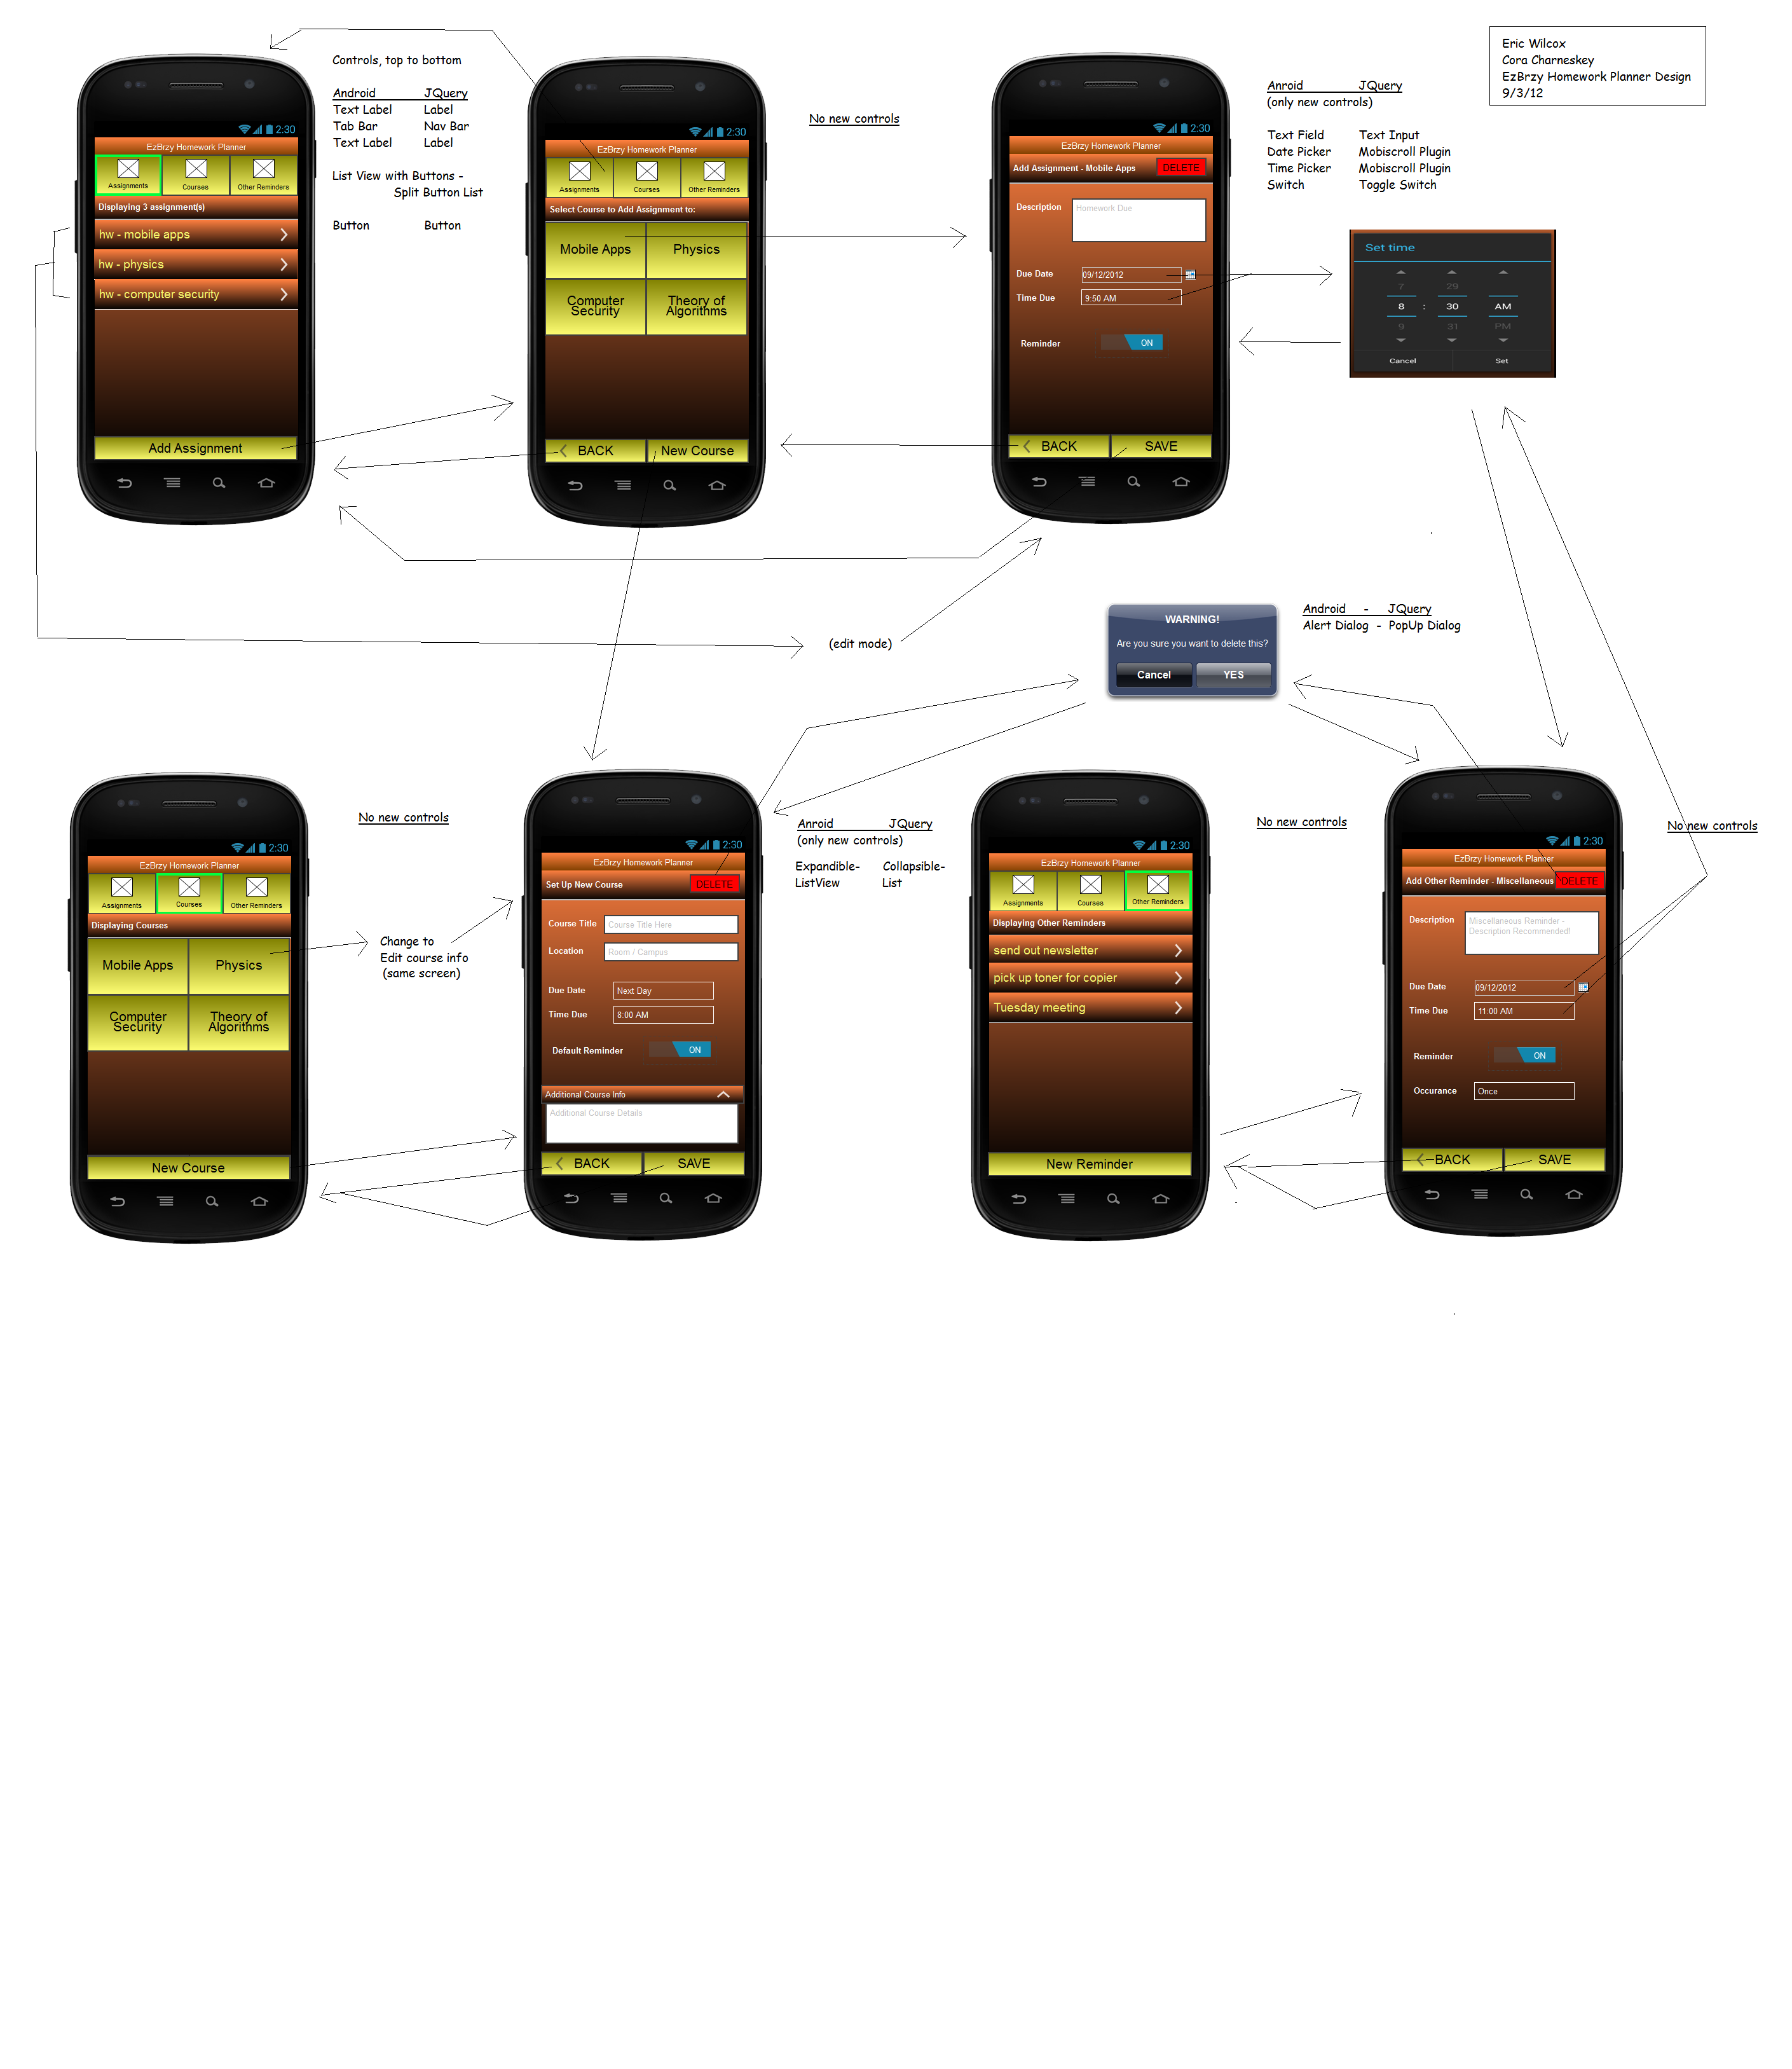 Eric Wilcox
Cora Charneskey
EzBrzy Homework Planner Design
9/3/12
2:30
EzBrzy Homework Planner
Assignments
Courses
Other Reminders
Displaying 3 assignment(s)
hw - mobile apps
hw - physics
hw - computer security
Add Assignment
Controls, top to bottom
Android JQuery
Text Label Label
Tab Bar Nav Bar
Text Label Label
List View with Buttons -
Split Button List
Button Button
2:30
EzBrzy Homework Planner
Assignments
Courses
Other Reminders
Select Course to Add Assignment to:
Mobile Apps
Physics
Computer
Security
Theory of
Algorithms
BACK
New Course
No new controls
2:30
EzBrzy Homework Planner
Add Assignment - Mobile Apps
DELETE
Description
Homework Due
Due Date
09/12/2012
Time Due
9:50 AM
Reminder
ON
BACK
SAVE
Anroid JQuery
(only new controls)
Text Field Text Input
Date Picker Mobiscroll Plugin
Time Picker Mobiscroll Plugin
Switch Toggle Switch
Set time
7 29
8 : 30 AM
9 31 PM
Cancel
Set
(edit mode)
WARNING!
Are you sure you want to delete this?
Cancel
YES
Android - JQuery
Alert Dialog - PopUp Dialog
2:30
EzBrzy Homework Planner
Assignments
Courses
Other Reminders
Displaying Courses
Mobile Apps
Physics
Computer
Security
Theory of
Algorithms
New Course
No new controls
Change to
Edit course info
(same screen)
2:30
EzBrzy Homework Planner
Set Up New Course
DELETE
Course Title
Course Title Here
Location
Room / Campus
Due Date
Next Day
Time Due
8:00 AM
Default Reminder
ON
Additional Course Info
Additional Course Details
BACK
SAVE
Anroid JQuery
(only new controls)
Expandible- Collapsible-
ListView List
2:30
EzBrzy Homework Planner
Assignments
Courses
Other Reminders
Displaying Other Reminders
send out newsletter
pick up toner for copier
Tuesday meeting
New Reminder
No new controls
2:30
EzBrzy Homework Planner
Add Other Reminder - Miscellaneous
DELETE
Description
Miscellaneous Reminder -
Description Recommended!
Due Date
09/12/2012
Time Due
11:00 AM
Reminder
ON
Occurance
Once
BACK
SAVE
No new controls